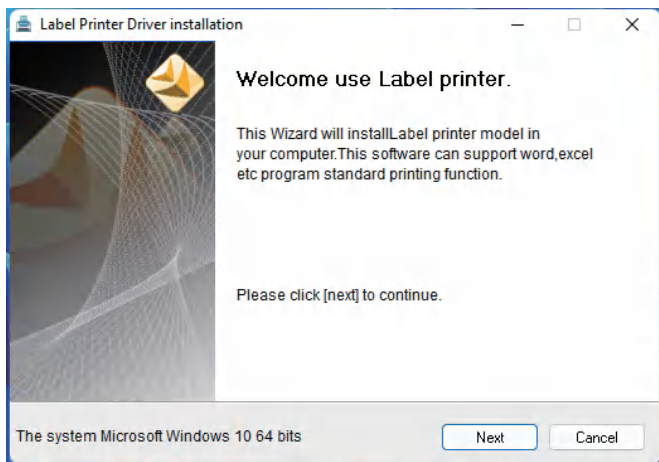 Label Printer Driver installation
Welcome use Label printer.
This Wizard will installLabel printer model in
your computer.This software can support word,excel
etc program standard printing function.
Please click [next] to continue.
The system Microsoft Windows 10 64 bits
Next
Cancel